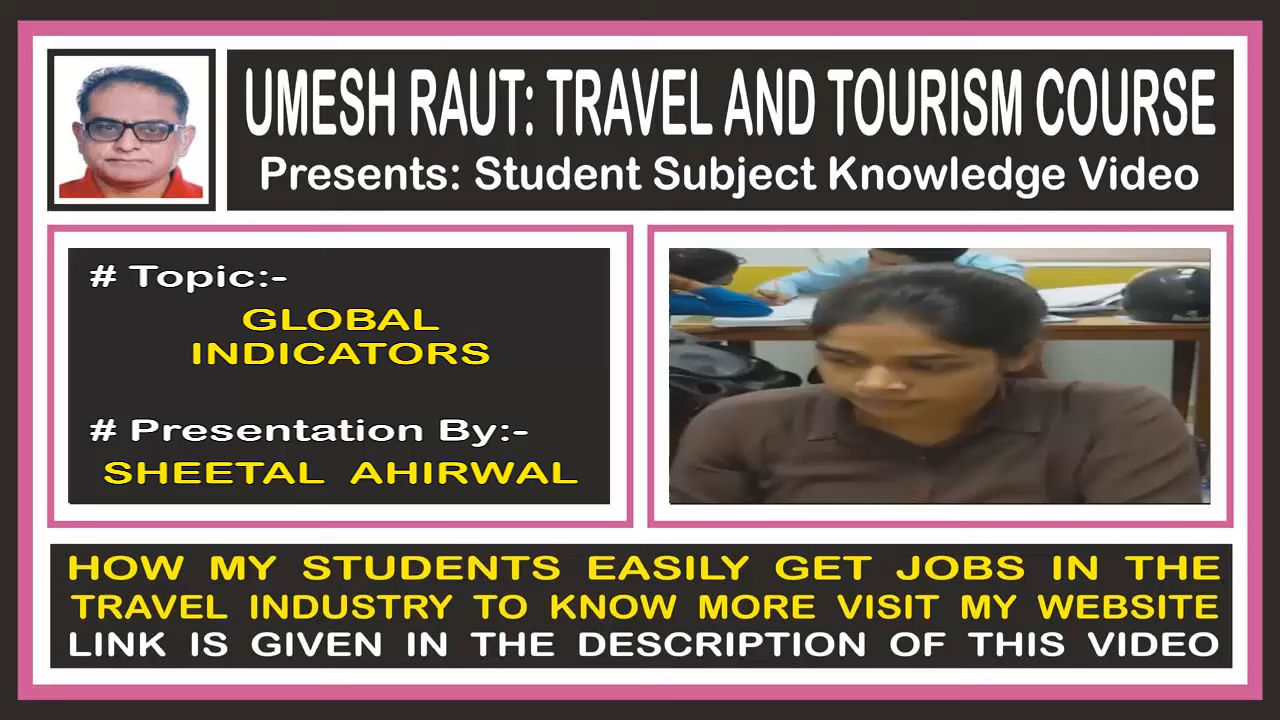 UMESH RAUT: TRAVEL AND TOURISM COURSE
Presents: Student Subject Knowledge Video
# Topic:-
GLOBAL
INDICATORS
# Presentation By:-
SHEETAL AHIRWAL
HOW MY STUDENTS EASILY GET JOBS IN THE
TRAVEL INDUSTRY TO KNOW MORE VISIT MY WEBSITE
LINK IS GIVEN IN THE DESCRIPTION OF THIS VIDEO